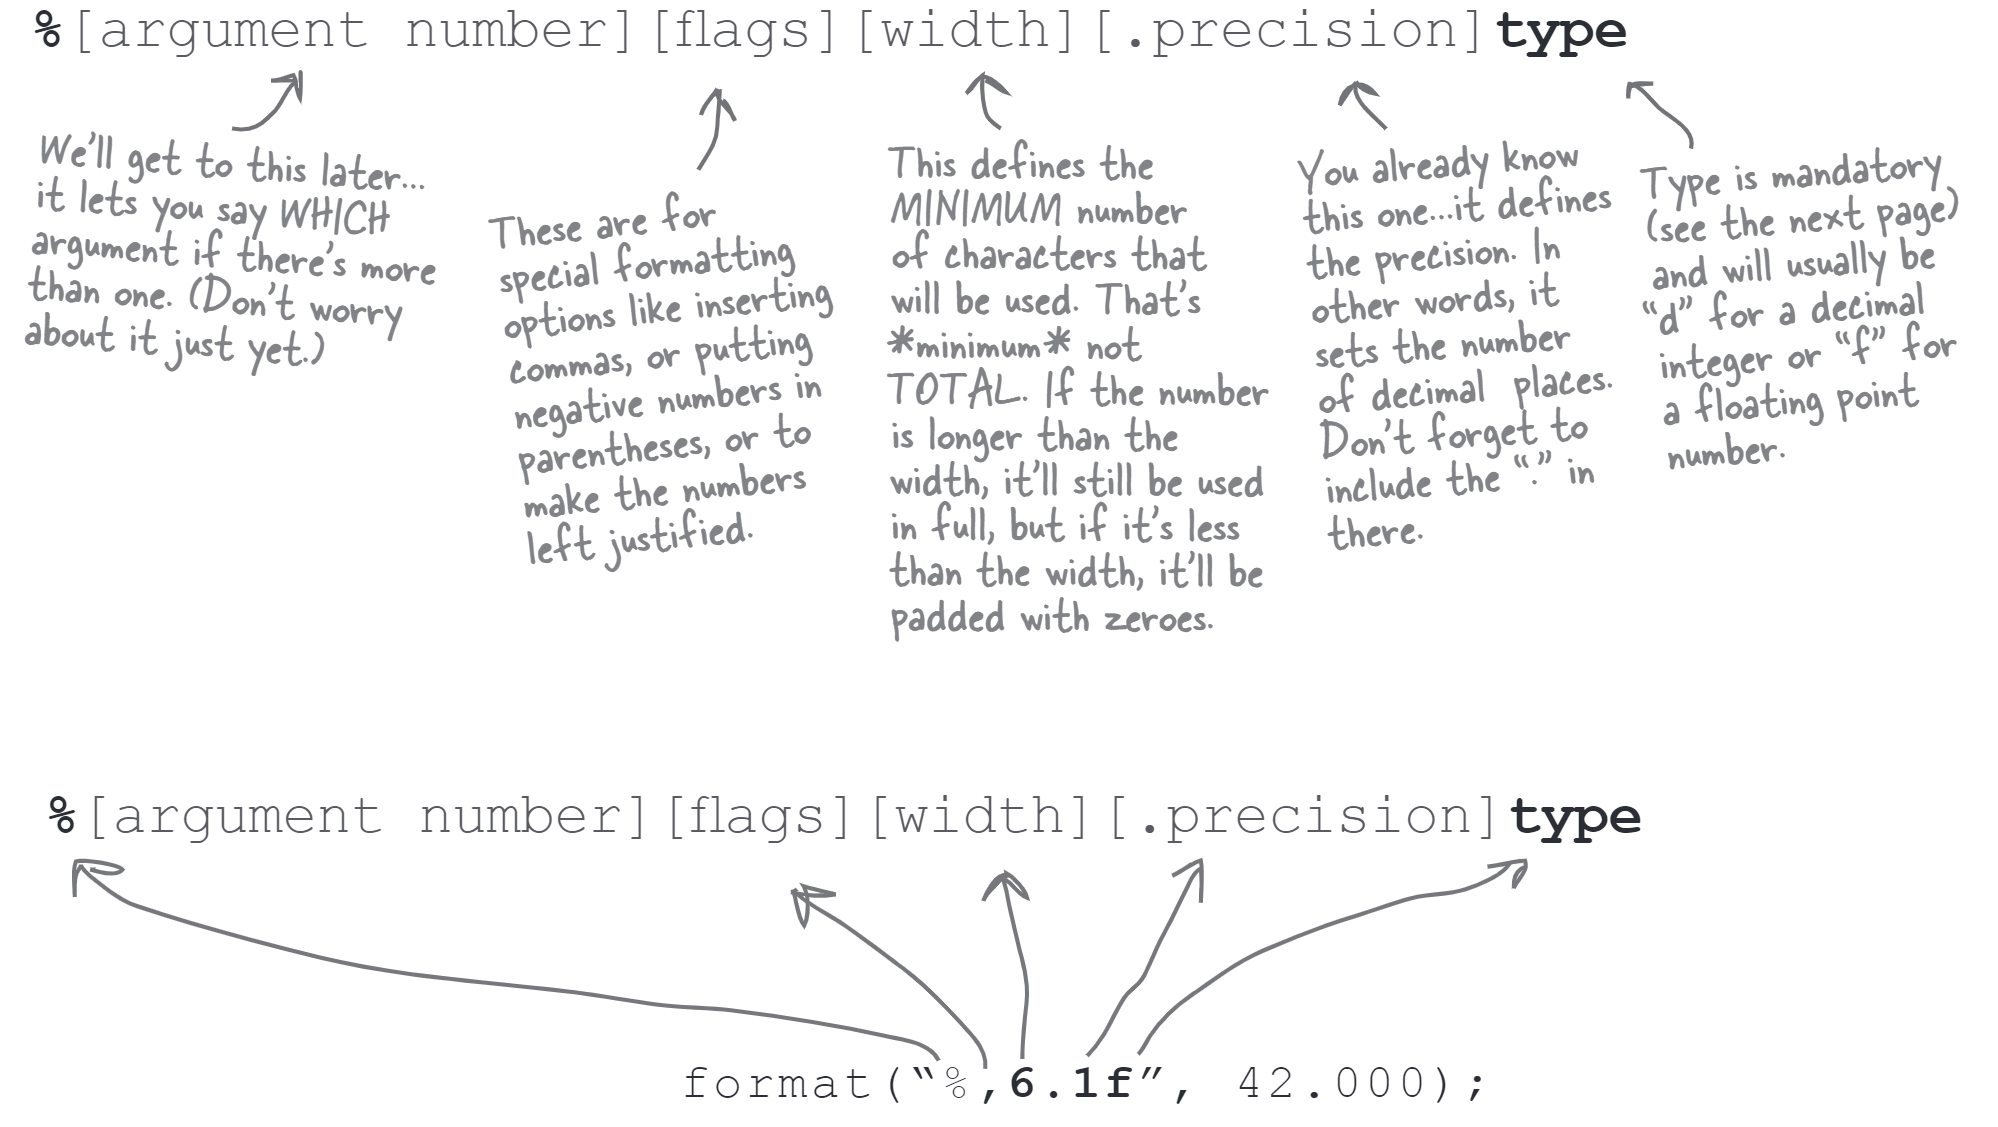 %[argument number][flags][width][.precision]type
We'll get to this later...
it lets you say WHICH
argument if there's more
than one. (Don't worry
about it just yet.)
These are for
special formatting
options like inserting
commas, or putting
negative numbers in
parentheses, or to
make the numbers
left justified.
This defines the
MINIMUM number
of characters that
will be used. That's
*minimum* not
TOTAL. If the number
is longer than the
width, it'll still be used
in full, but if it's less
than the width, it'll be
padded with zeroes.
You already know
this one...it defines
the precision. In
other words, it
sets the number
of decimal places.
Don't forget to
include the “.” in
there.
Type is mandatory
(see the next page)
and will usually be
“d” for a decimal
integer or “f” for
a floating point
number.
%[argument number][flags][width][.precision]type
format(“%,6.1f”, 42.000);